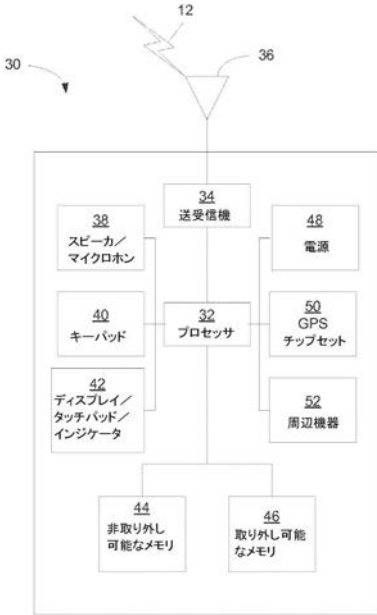 12
36
30
34
送受信機
38
スピーカ／
マイクロホン
48
電源
40
キーパッド
32
プロセッサ
50
GPS
チップセット
42
ディスプレイ／
タッチパッド／
インジケータ
52
周辺機器
44
非取り外し
可能なメモリ
46
取り外し可能
なメモリ